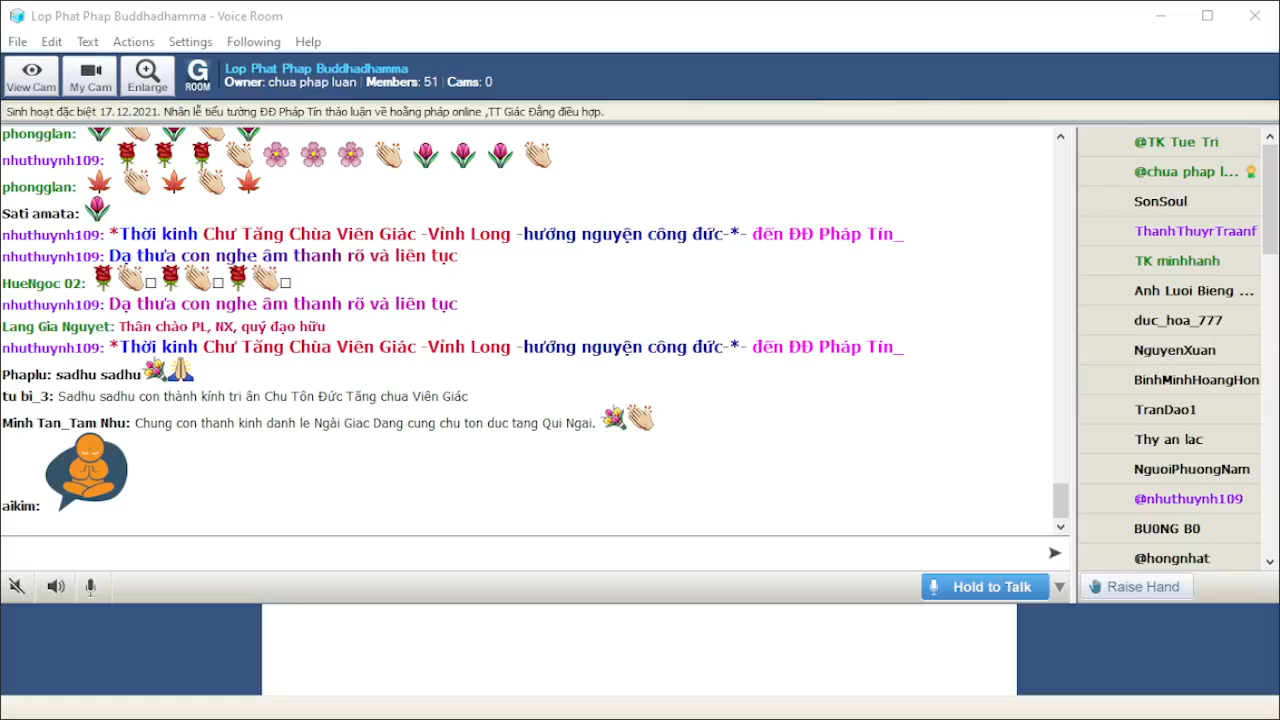 Lop Phat Phap Buddhadhamma - Voice Room
File Edit Text Actions Settings Following Help
View Cam My Cam Enlarge G ROOM
Lop Phat Phap Buddhadhamma
Owner: chua phap luan | Members: 51 | Cams: 0
Sinh hoạt đặc biệt 17.12.2021. Nhân lễ tiểu tường ĐĐ Pháp Tín thảo luận về hoằng pháp online ,TT Giác Đẳng điều hợp.
phongglan:
nhuthuynh109:
phongglan:
Sati amata:
nhuthuynh109: *Thời kinh Chư Tăng Chùa Viên Giác -Vỉnh Long -hướng nguyện công đức-*- đến ĐĐ Pháp Tín_
nhuthuynh109: Dạ thưa con nghe âm thanh rõ và liên tục
HueNgoc 02:
nhuthuynh109: Dạ thưa con nghe âm thanh rõ và liên tục
Lang Gia Nguyet: Thân chào PL, NX, quý đạo hữu
nhuthuynh109: *Thời kinh Chư Tăng Chùa Viên Giác -Vỉnh Long -hướng nguyện công đức-*- đến ĐĐ Pháp Tín_
Phaplu: sadhu sadhu
tu bi_3: Sadhu sadhu con thành kính tri ân Chu Tôn Đức Tăng chua Viên Giác
Minh Tan_Tam Nhu: Chung con thanh kinh danh le Ngài Giac Dang cung chu ton duc tang Qui Ngai.
aikim:
@TK Tue Tri
@chua phap l...
SonSoul
ThanhThuyrTraanf
TK minhhanh
Anh Luoi Bieng ...
duc_hoa_777
NguyenXuan
BinhMinhHoangHon
TranDao1
Thy an lac
NguoiPhuongNam
@nhuthuynh109
BU0NG B0
@hongnhat
Hold to Talk
Raise Hand